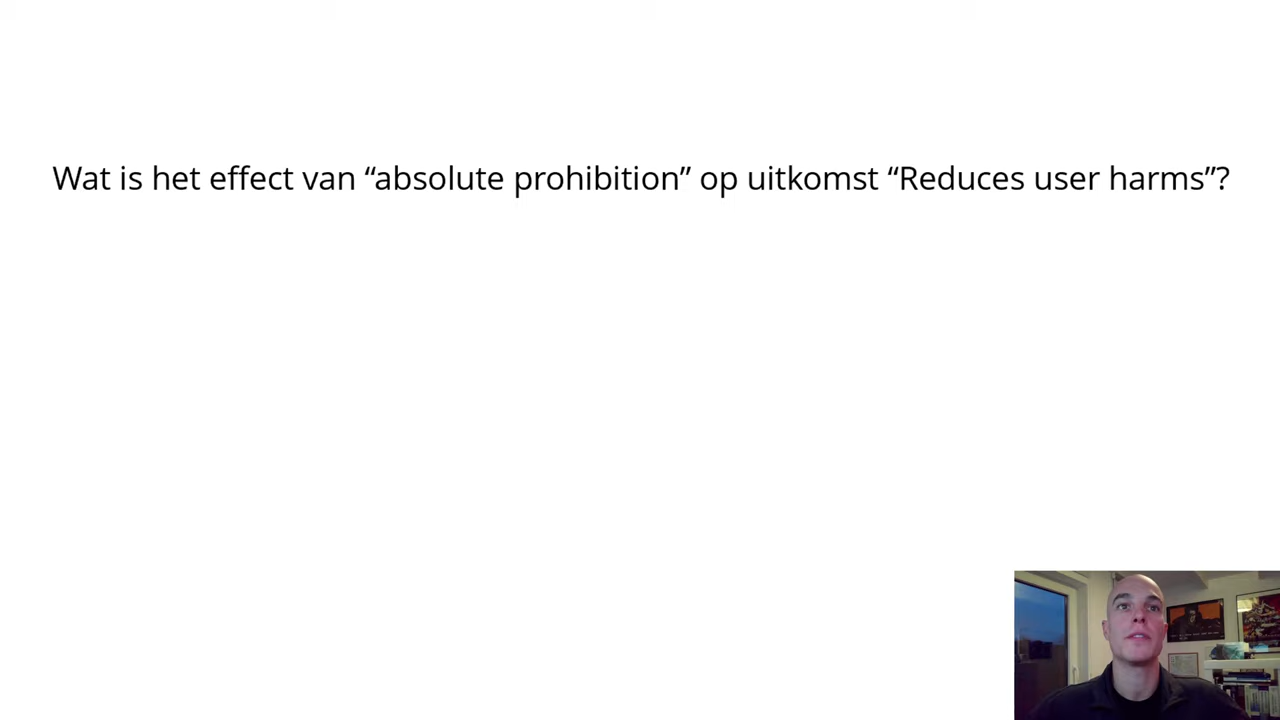 Wat is het effect van “absolute prohibition” op uitkomst “Reduces user harms”?